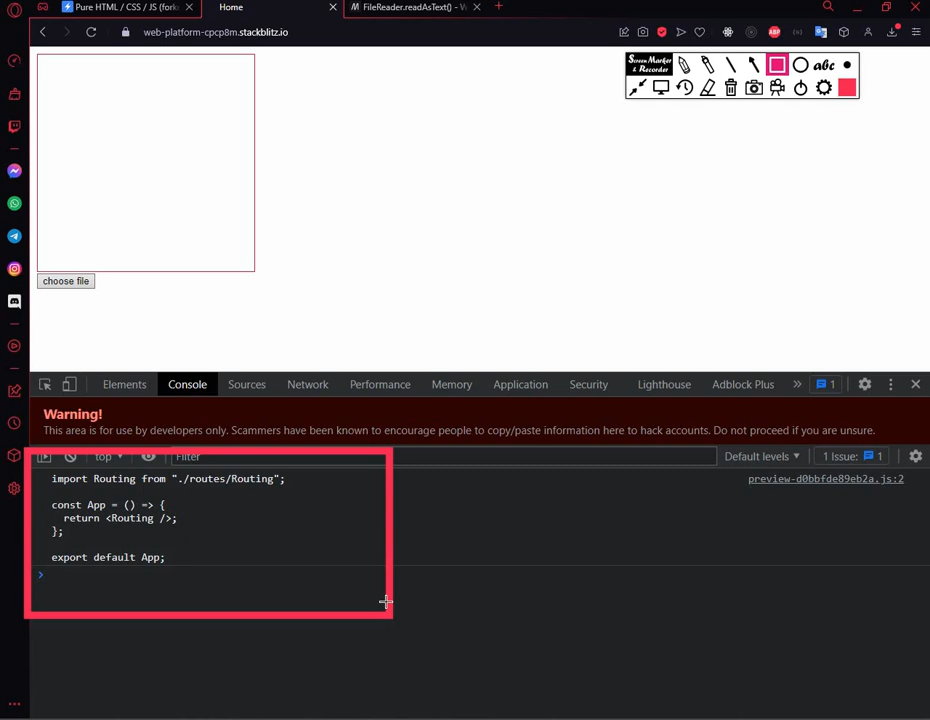 Pure HTML / CSS / JS (fork
Home
M FileReader.readAsText() - W
web-platform-cpcp8m.stackblitz.io
ABP
Screen Marker
& Recorder
abc
choose file
Elements
Console
Sources
Network
Performance
Memory
Application
Security
Lighthouse
Adblock Plus
1
Warning!
This area is for use by developers only. Scammers have been known to encourage people to copy/paste information here to hack accounts. Do not proceed if you are unsure.
top
Filter
Default levels
1 Issue: 1
import Routing from "./routes/Routing";
preview-d0bbfde89eb2a.js:2
const App = () => {
return <Routing />;
};
export default App;